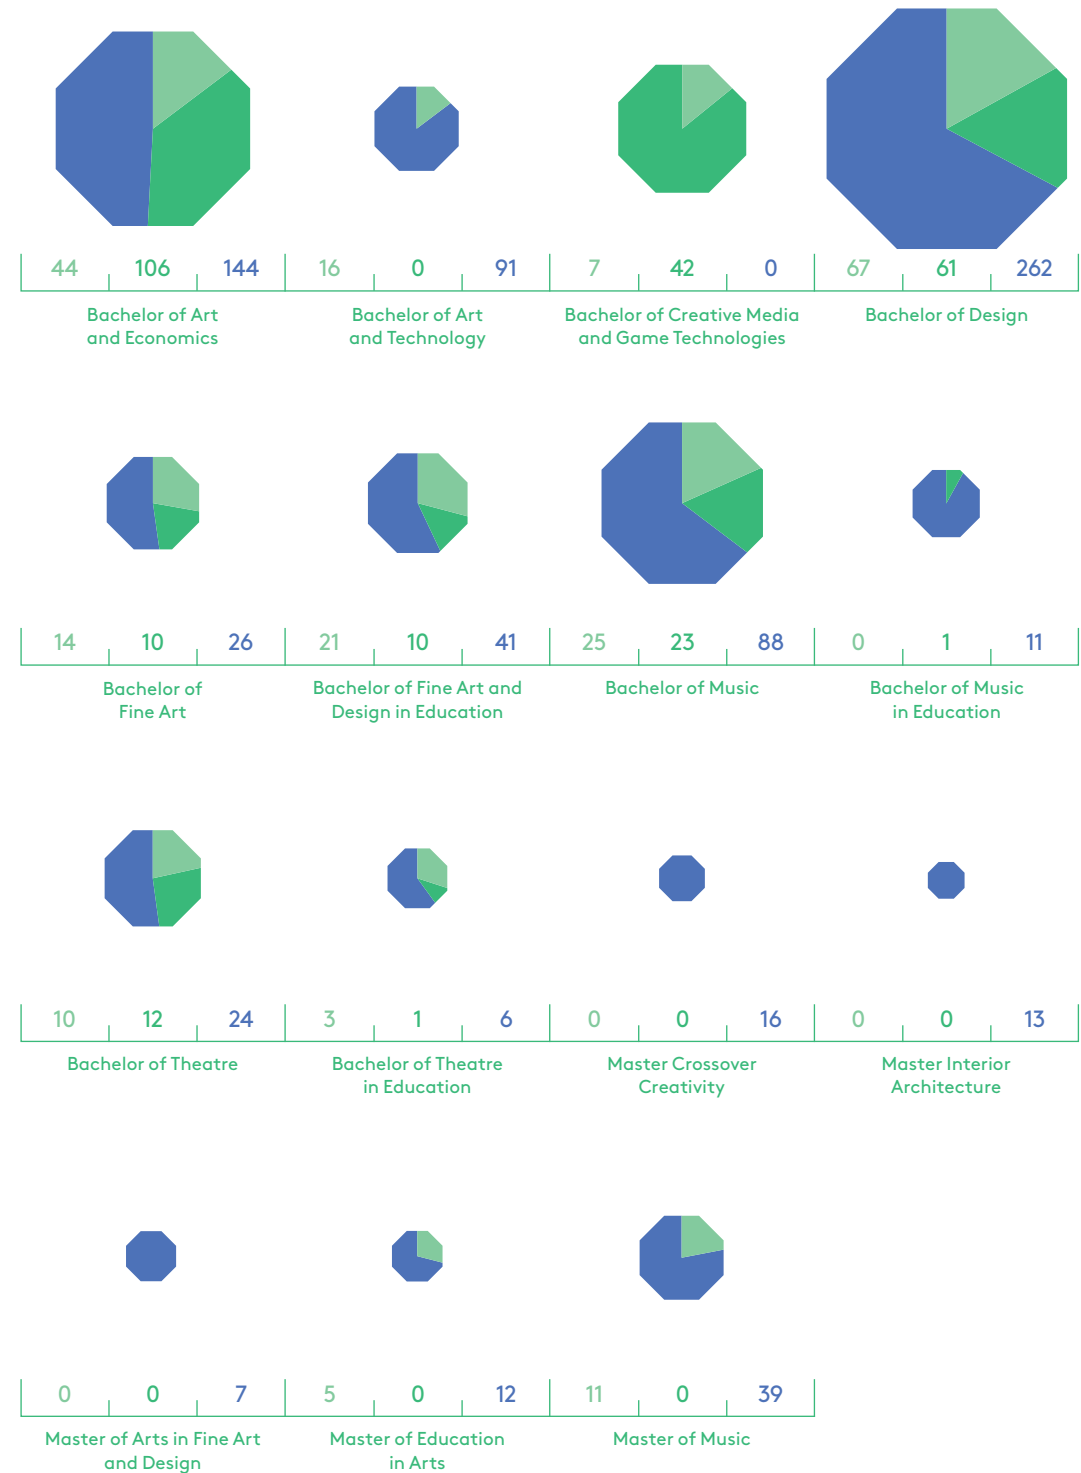 44 106 144 16 0 91 7 42 0 67 61 262
Bachelor of Art
and Economics
Bachelor of Art
and Technology
Bachelor of Creative Media
and Game Technologies
Bachelor of Design
14 10 26 21 10 41 25 23 88 0 1 11
Bachelor of
Fine Art
Bachelor of Fine Art and
Design in Education
Bachelor of Music
Bachelor of Music
in Education
10 12 24 3 1 6 0 0 16 0 0 13
Bachelor of Theatre
Bachelor of Theatre
in Education
Master Crossover
Creativity
Master Interior
Architecture
0 0 7 5 0 12 11 0 39
Master of Arts in Fine Art
and Design
Master of Education
in Arts
Master of Music